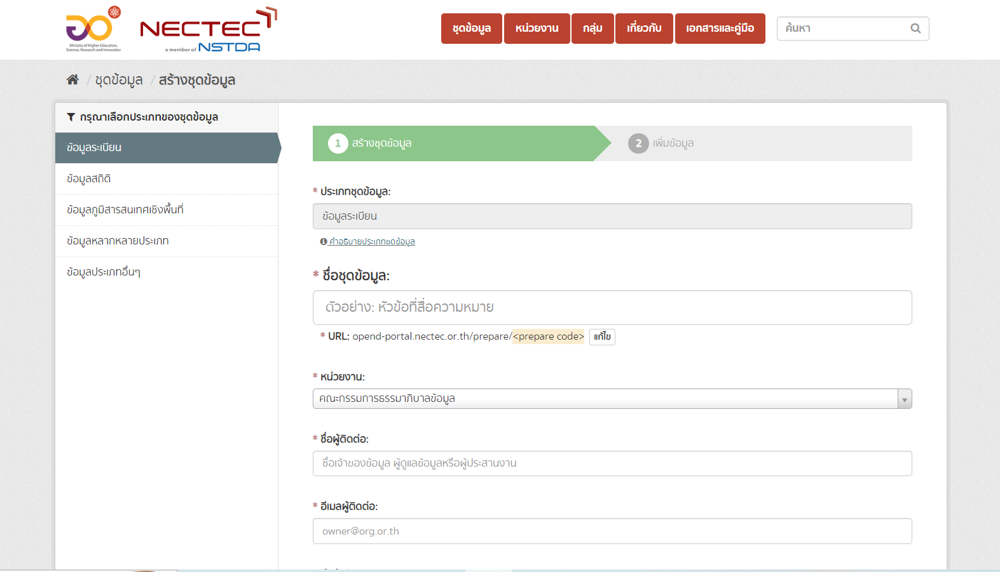 Ministry of Higher Education,
Science, Research and Innovation
NECTEC
a member of NSTDA
ชุดข้อมูล
หน่วยงาน
กลุ่ม
เกี่ยวกับ
เอกสารและคู่มือ
ค้นหา
/ ชุดข้อมูล / สร้างชุดข้อมูล
กรุณาเลือกประเภทของชุดข้อมูล
ข้อมูลระเบียน
ข้อมูลสถิติ
ข้อมูลภูมิสารสนเทศเชิงพื้นที่
ข้อมูลหลากหลายประเภท
ข้อมูลประเภทอื่นๆ
1 สร้างชุดข้อมูล
2 เพิ่มข้อมูล
* ประเภทชุดข้อมูล:
ข้อมูลระเบียน
คำอธิบายประเภทชุดข้อมูล
* ชื่อชุดข้อมูล:
ตัวอย่าง: หัวข้อที่สื่อความหมาย
* URL: opend-portal.nectec.or.th/prepare/<prepare code> แก้ไข
* หน่วยงาน:
คณะกรรมการธรรมาภิบาลข้อมูล
* ชื่อผู้ติดต่อ:
ชื่อเจ้าของข้อมูล ผู้ดูแลข้อมูลหรือผู้ประสานงาน
* อีเมลผู้ติดต่อ:
owner@org.or.th